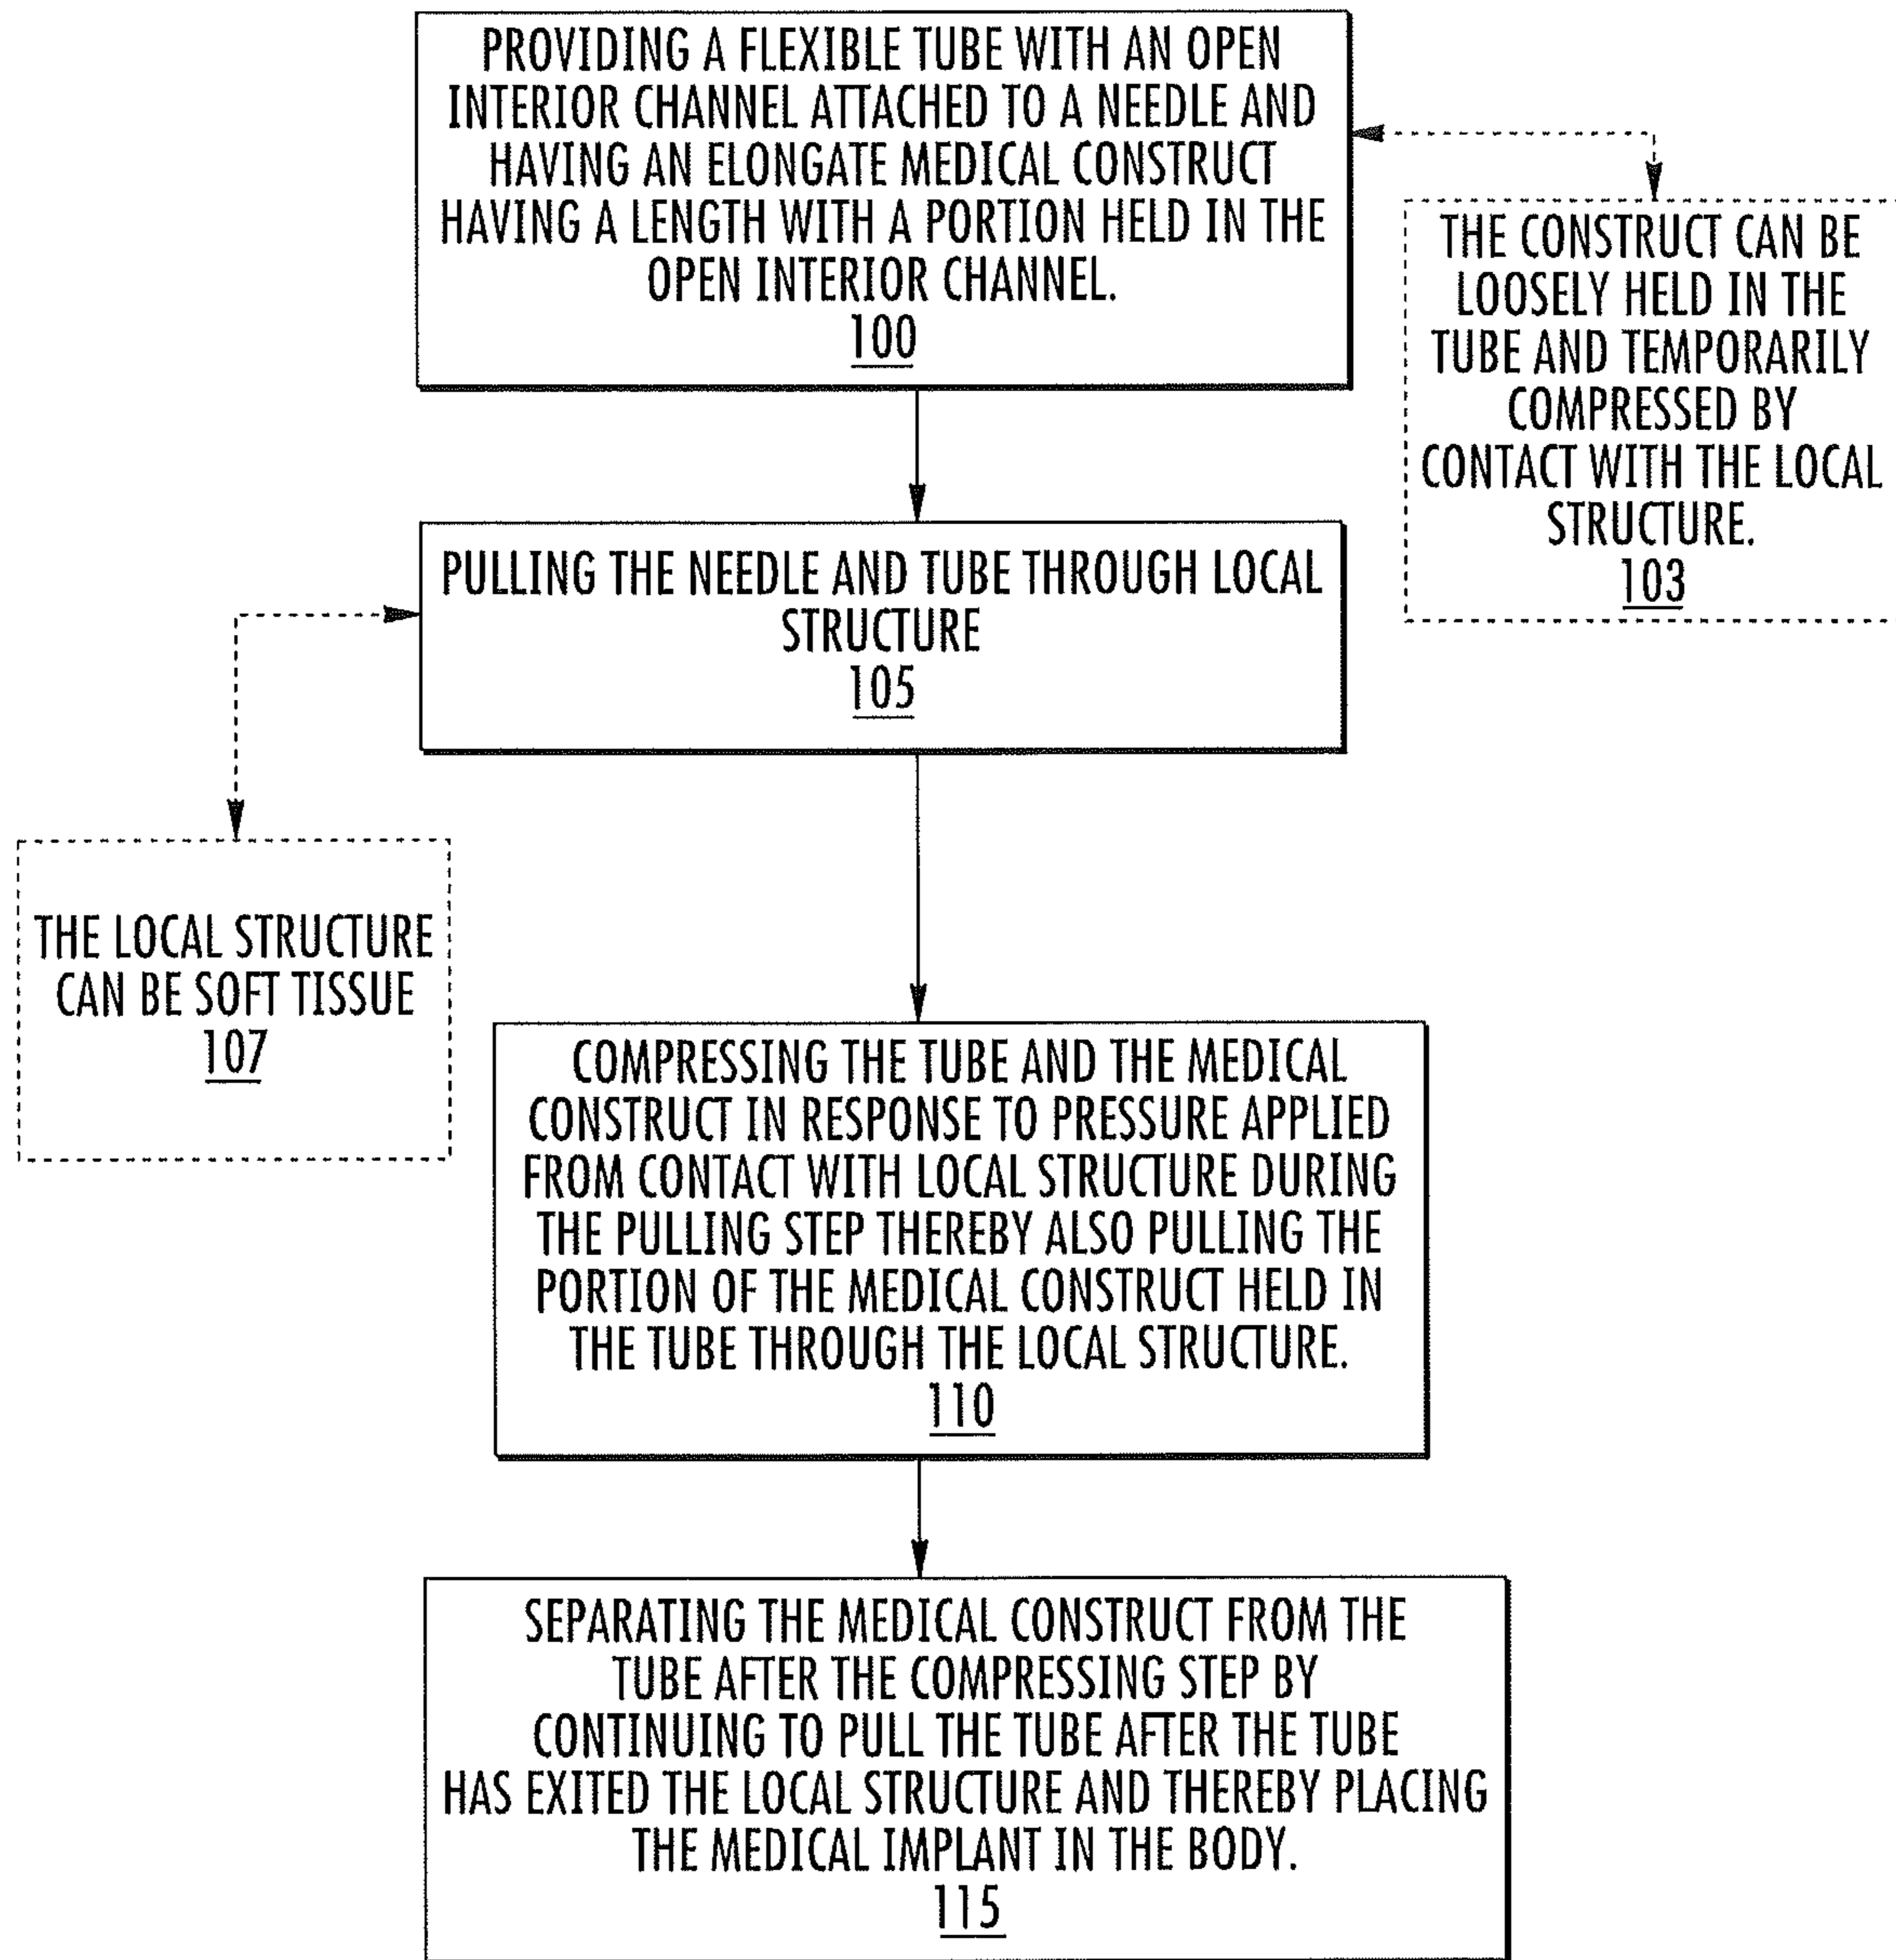 PROVIDING A FLEXIBLE TUBE WITH AN OPEN
INTERIOR CHANNEL ATTACHED TO A NEEDLE AND
HAVING AN ELONGATE MEDICAL CONSTRUCT
HAVING A LENGTH WITH A PORTION HELD IN THE
OPEN INTERIOR CHANNEL.
100
THE CONSTRUCT CAN BE
LOOSELY HELD IN THE
TUBE AND TEMPORARILY
COMPRESSED BY
CONTACT WITH THE LOCAL
STRUCTURE.
103
PULLING THE NEEDLE AND TUBE THROUGH LOCAL
STRUCTURE
105
THE LOCAL STRUCTURE
CAN BE SOFT TISSUE
107
COMPRESSING THE TUBE AND THE MEDICAL
CONSTRUCT IN RESPONSE TO PRESSURE APPLIED
FROM CONTACT WITH LOCAL STRUCTURE DURING
THE PULLING STEP THEREBY ALSO PULLING THE
PORTION OF THE MEDICAL CONSTRUCT HELD IN
THE TUBE THROUGH THE LOCAL STRUCTURE.
110
SEPARATING THE MEDICAL CONSTRUCT FROM THE
TUBE AFTER THE COMPRESSING STEP BY
CONTINUING TO PULL THE TUBE AFTER THE TUBE
HAS EXITED THE LOCAL STRUCTURE AND THEREBY PLACING
THE MEDICAL IMPLANT IN THE BODY.
115